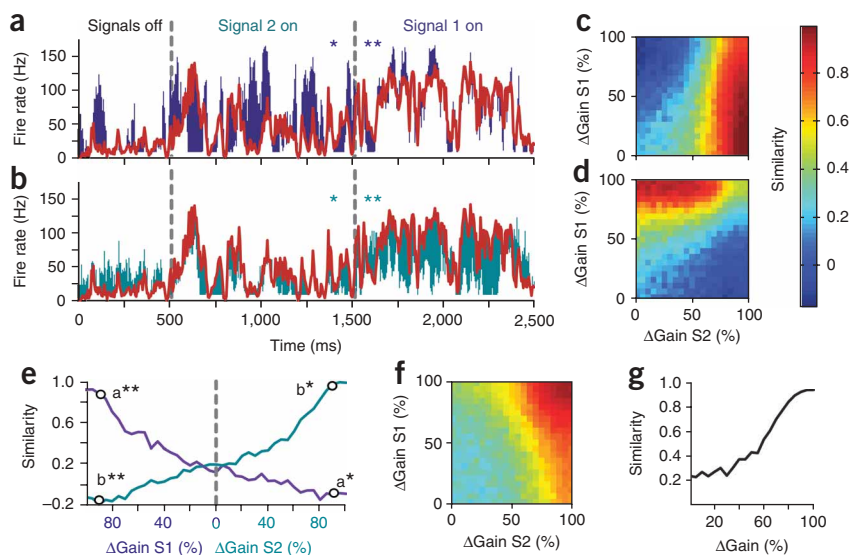 a
Signals off
Signal 2 on
* **
Signal 1 on
Fire rate (Hz)
150
100
50
0
b
* **
Fire rate (Hz)
150
100
50
0
0 500 1,000 1,500 2,000 2,500
Time (ms)
c
ΔGain S1 (%)
100
50
0
d
ΔGain S1 (%)
100
50
0
0 50 100
ΔGain S2 (%)
Similarity
0.8
0.6
0.4
0.2
0
e
Similarity
1.0
0.6
0.2
–0.2
a**
b*
b**
a*
80 40 0 40 80
ΔGain S1 (%) ΔGain S2 (%)
f
ΔGain S1 (%)
100
50
0
0 50 100
ΔGain S2 (%)
g
Similarity
1.0
0.8
0.6
0.4
0.2
20 60 100
ΔGain (%)